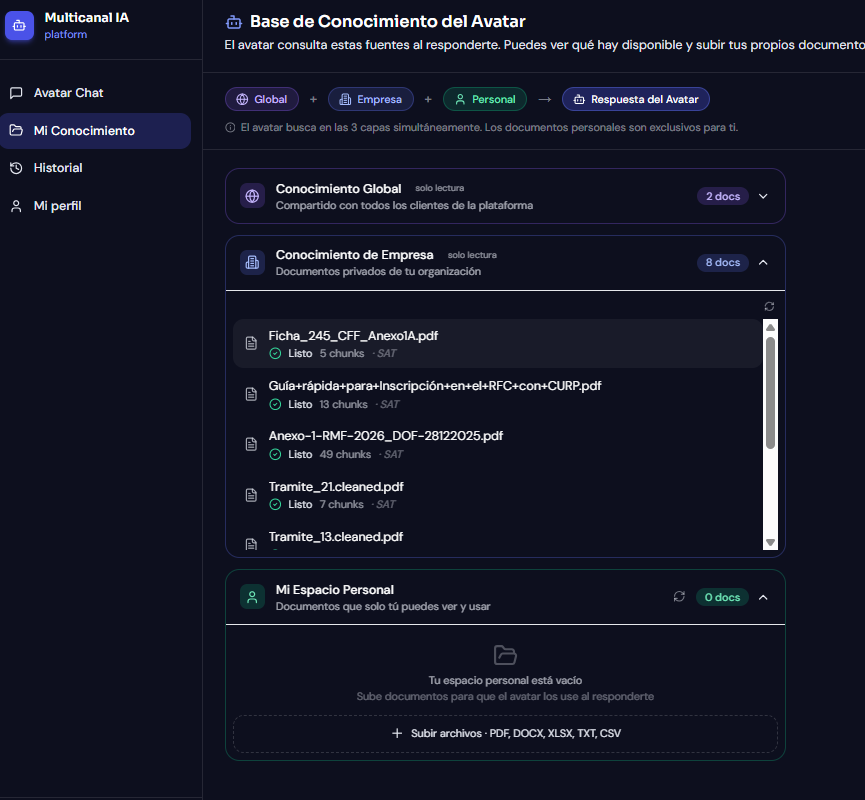 Multicanal IA
platform
Avatar Chat
Mi Conocimiento
Historial
Mi perfil
Base de Conocimiento del Avatar
El avatar consulta estas fuentes al responderte. Puedes ver qué hay disponible y subir tus propios documento
Global + Empresa + Personal → Respuesta del Avatar
El avatar busca en las 3 capas simultáneamente. Los documentos personales son exclusivos para ti.
Conocimiento Global solo lectura
Compartido con todos los clientes de la plataforma
2 docs
Conocimiento de Empresa solo lectura
Documentos privados de tu organización
8 docs
Ficha_245_CFF_Anexo1A.pdf
Listo 5 chunks · SAT
Guía+rápida+para+Inscripción+en+el+RFC+con+CURP.pdf
Listo 13 chunks · SAT
Anexo-1-RMF-2026_DOF-28122025.pdf
Listo 49 chunks · SAT
Tramite_21.cleaned.pdf
Listo 7 chunks · SAT
Tramite_13.cleaned.pdf
Mi Espacio Personal
Documentos que solo tú puedes ver y usar
0 docs
Tu espacio personal está vacío
Sube documentos para que el avatar los use al responderte
+ Subir archivos · PDF, DOCX, XLSX, TXT, CSV